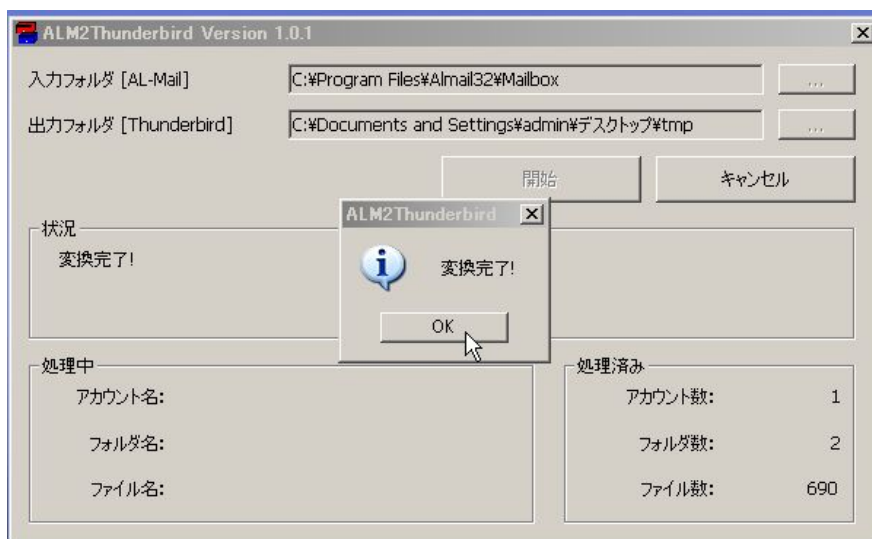 ALM2Thunderbird Version 1.0.1
入力フォルダ [AL-Mail]
C:¥Program Files¥Almail32¥Mailbox
...
出力フォルダ [Thunderbird]
C:¥Documents and Settings¥admin¥デスクトップ¥tmp
...
開始
キャンセル
ALM2Thunderbird
変換完了!
OK
状況
変換完了!
処理中
アカウント名:
フォルダ名:
ファイル名:
処理済み
アカウント数: 1
フォルダ数: 2
ファイル数: 690